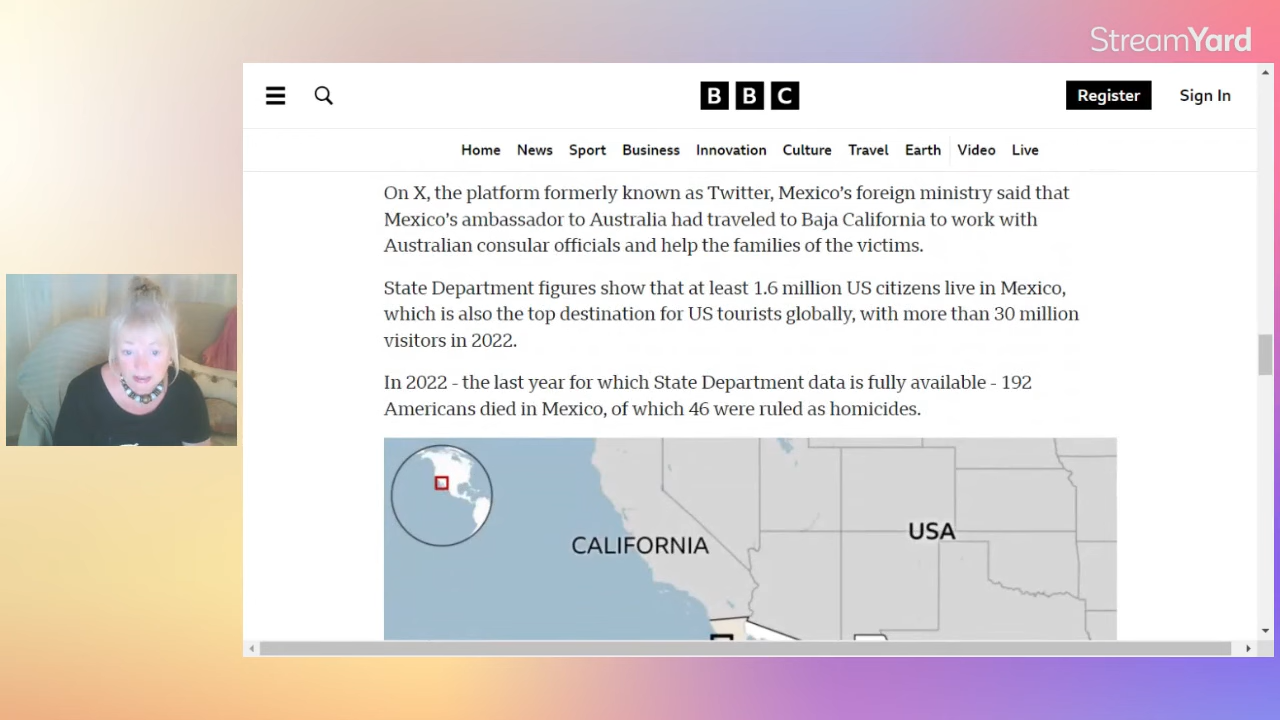 StreamYard
BBC
Register
Sign In
Home News Sport Business Innovation Culture Travel Earth Video Live
On X, the platform formerly known as Twitter, Mexico’s foreign ministry said that
Mexico’s ambassador to Australia had traveled to Baja California to work with
Australian consular officials and help the families of the victims.
State Department figures show that at least 1.6 million US citizens live in Mexico,
which is also the top destination for US tourists globally, with more than 30 million
visitors in 2022.
In 2022 - the last year for which State Department data is fully available - 192
Americans died in Mexico, of which 46 were ruled as homicides.
USA
CALIFORNIA